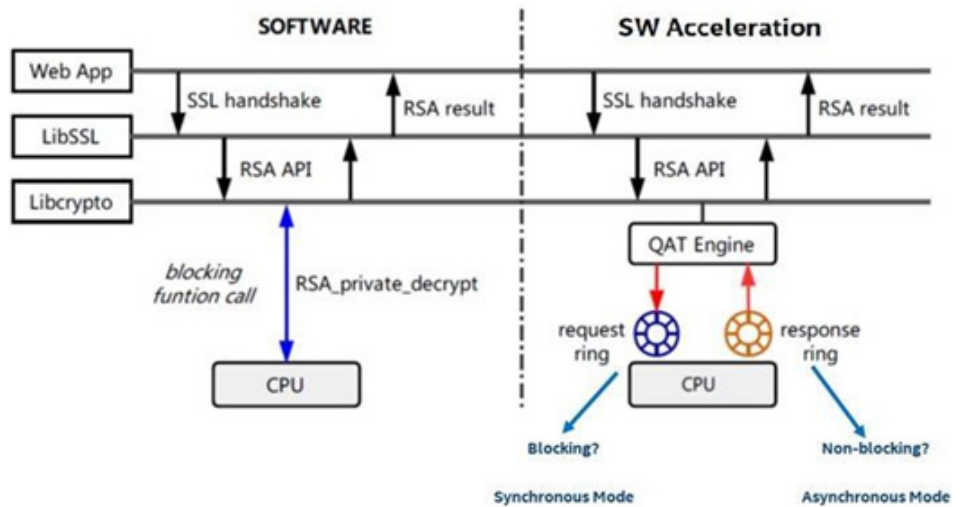 SOFTWARE
SW Acceleration
Web App
SSL handshake
RSA result
SSL handshake
RSA result
LibSSL
RSA API
RSA API
Libcrypto
QAT Engine
blocking
funtion call
RSA_private_decrypt
request
ring
response
ring
CPU
CPU
Blocking?
Non-blocking?
Synchronous Mode
Asynchronous Mode